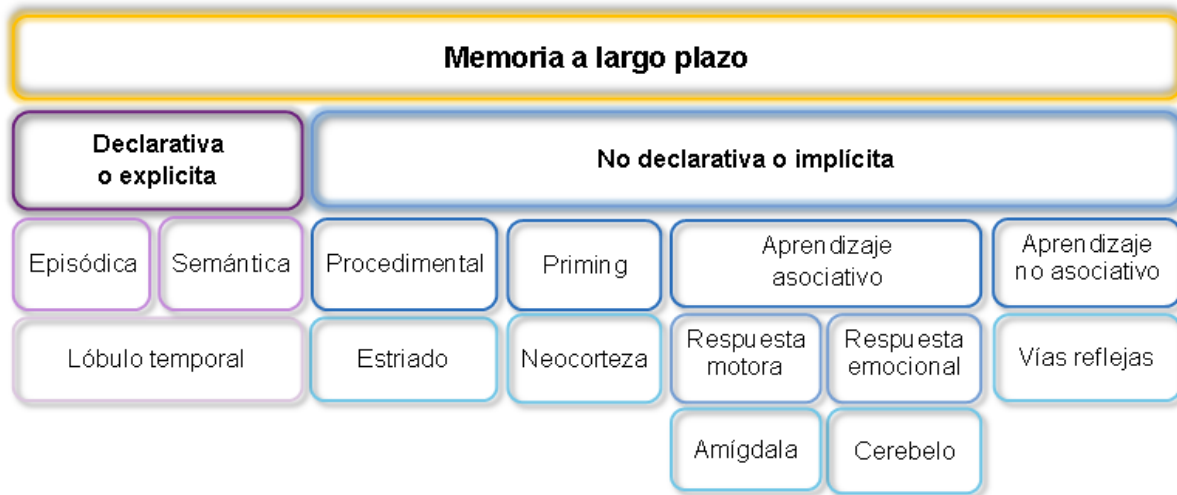 Memoria a largo plazo
Declarativa
o explicita
No declarativa o implícita
Episódica
Semántica
Procedimental
Priming
Aprendizaje
asociativo
Aprendizaje
no asociativo
Lóbulo temporal
Estriado
Neocorteza
Respuesta
motora
Respuesta
emocional
Vías reflejas
Amígdala
Cerebelo